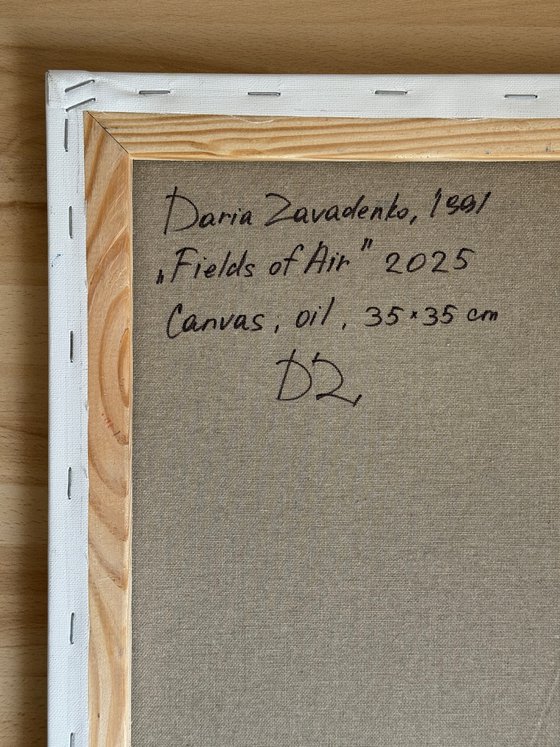 Daria Zavadenko, 1991
„Fields of Air" 2025
Canvas, oil, 35×35 cm
DZ